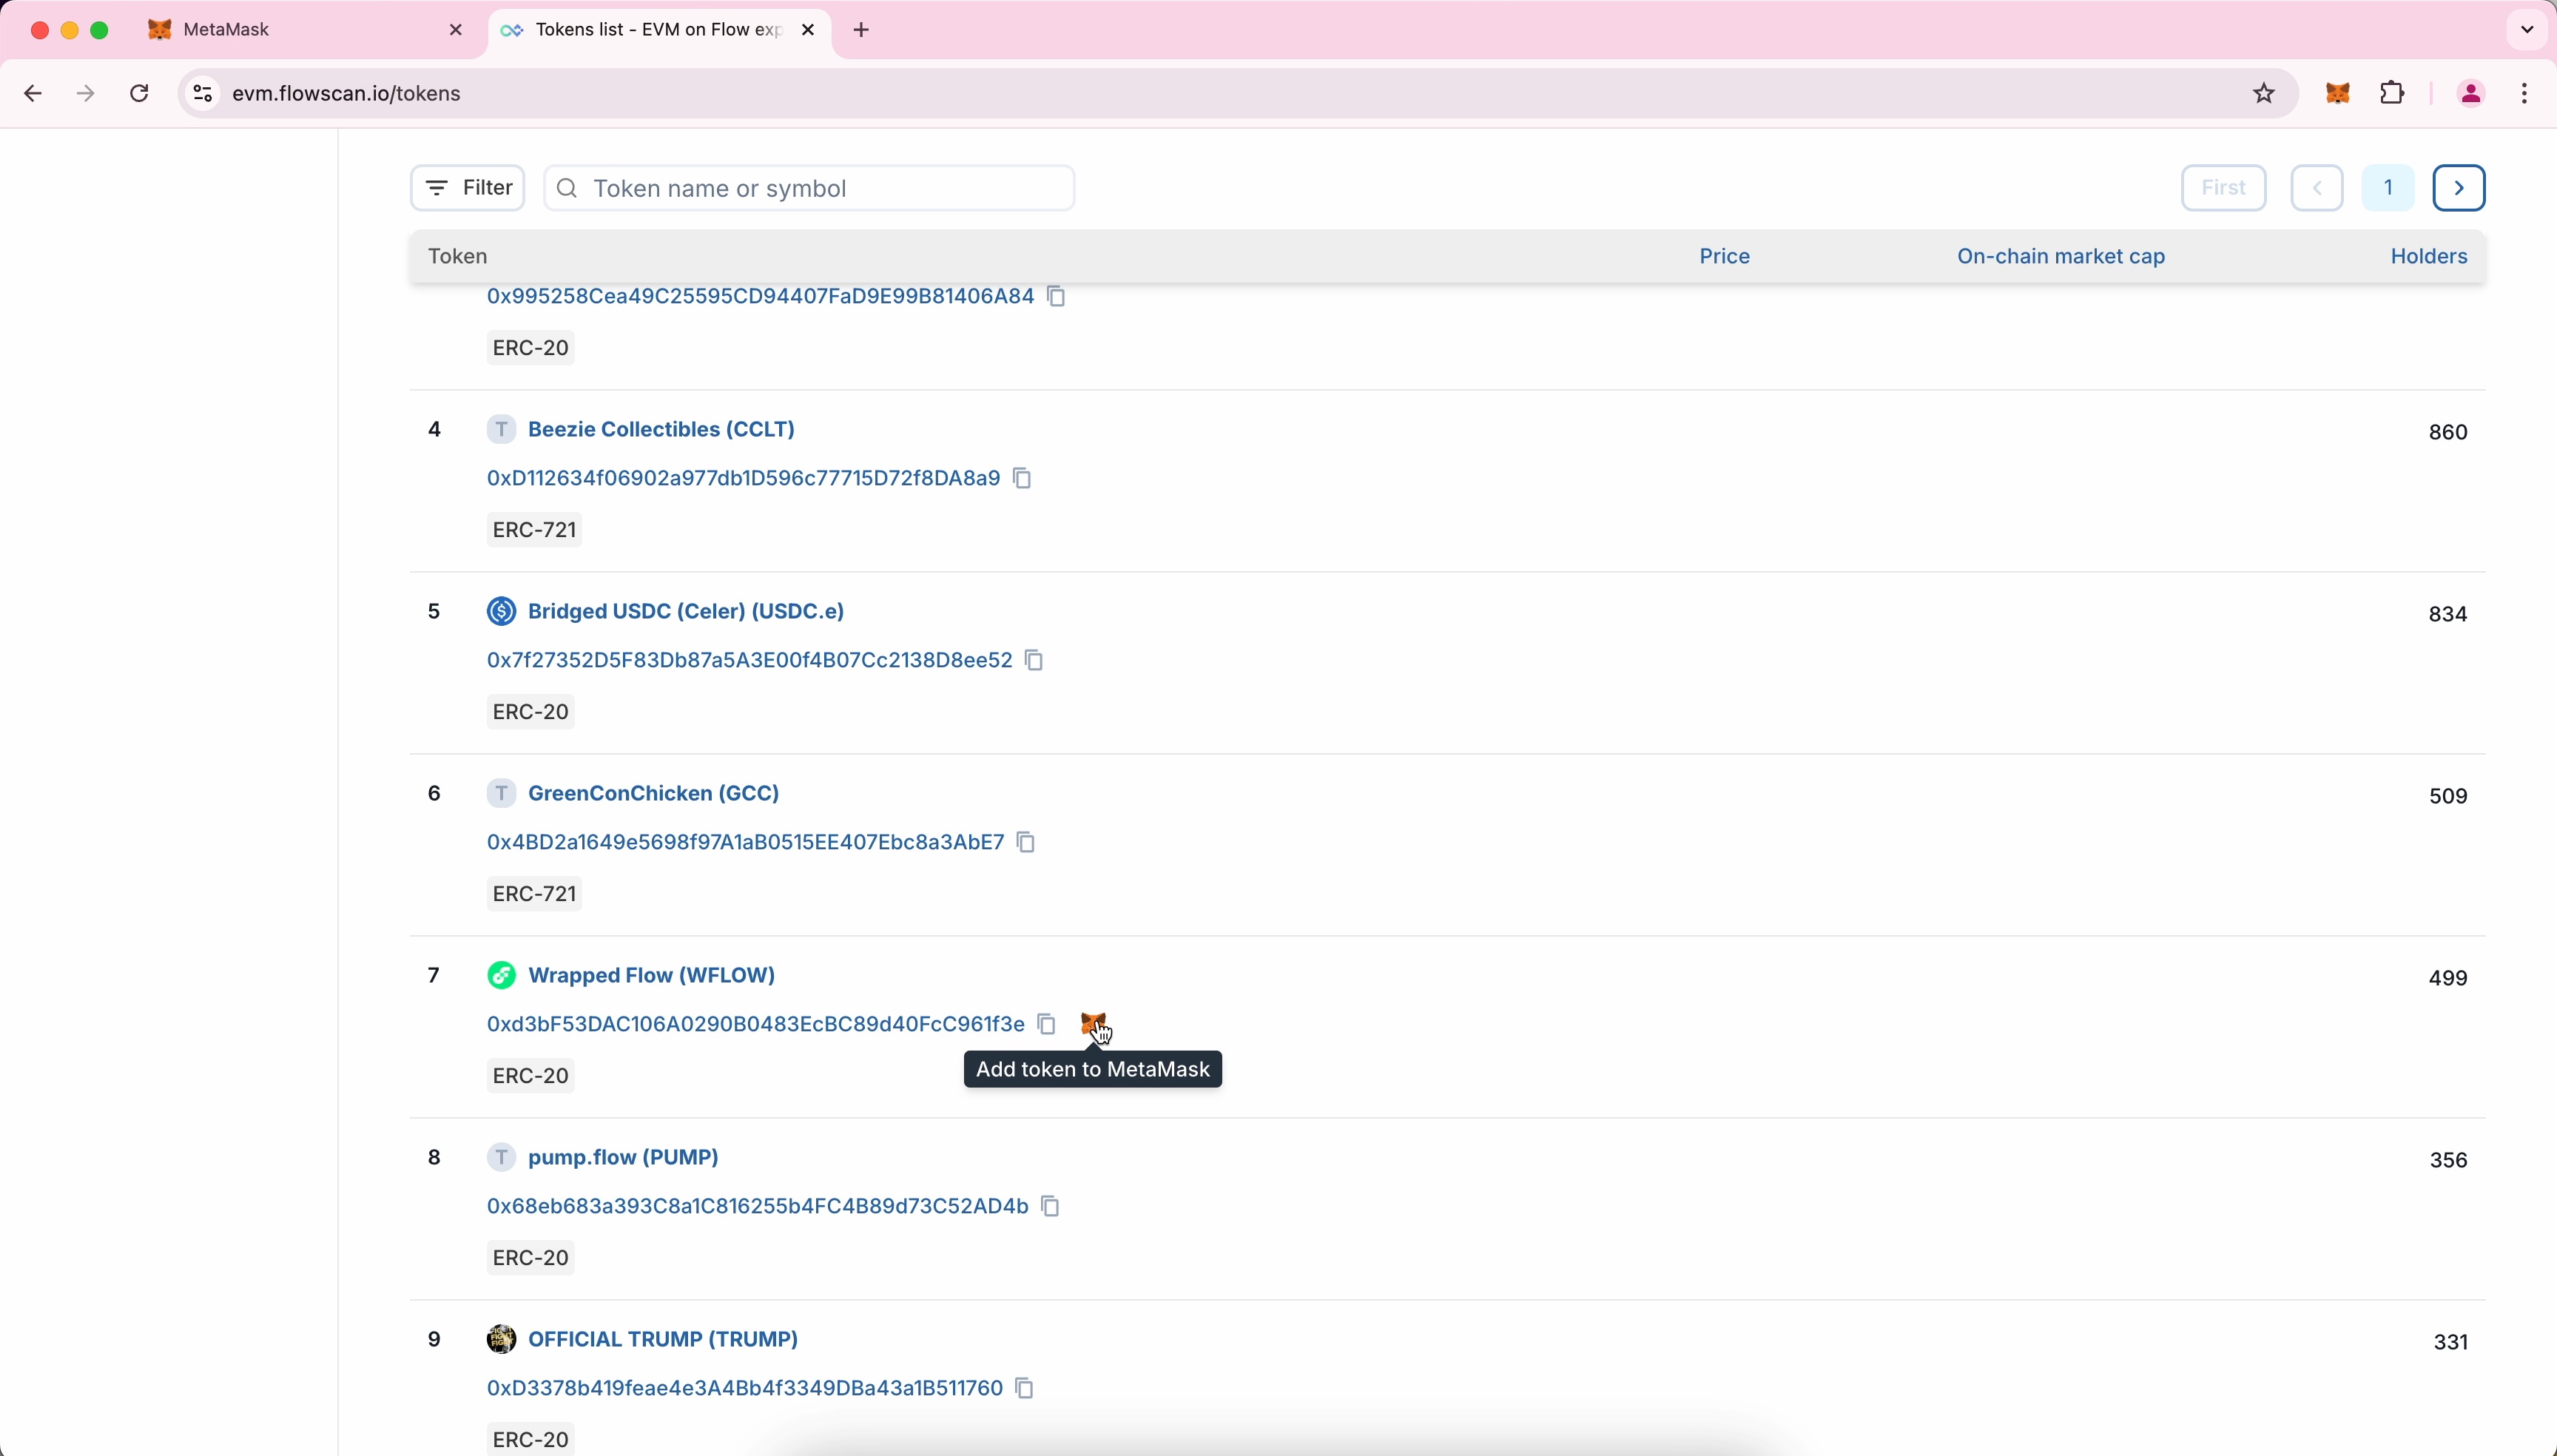 MetaMask
Tokens list - EVM on Flow exp
evm.flowscan.io/tokens
Filter
Token name or symbol
First
1
Token
Price
On-chain market cap
Holders
0x995258Cea49C25595CD94407FaD9E99B81406A84
ERC-20
4
T
Beezie Collectibles (CCLT)
860
0xD112634f06902a977db1D596c77715D72f8DA8a9
ERC-721
5
Bridged USDC (Celer) (USDC.e)
834
0x7f27352D5F83Db87a5A3E00f4B07Cc2138D8ee52
ERC-20
6
T
GreenConChicken (GCC)
509
0x4BD2a1649e5698f97A1aB0515EE407Ebc8a3AbE7
ERC-721
7
Wrapped Flow (WFLOW)
499
0xd3bF53DAC106A0290B0483EcBC89d40FcC961f3e
Add token to MetaMask
ERC-20
8
T
pump.flow (PUMP)
356
0x68eb683a393C8a1C816255b4FC4B89d73C52AD4b
ERC-20
9
OFFICIAL TRUMP (TRUMP)
331
0xD3378b419feae4e3A4Bb4f3349DBa43a1B511760
ERC-20